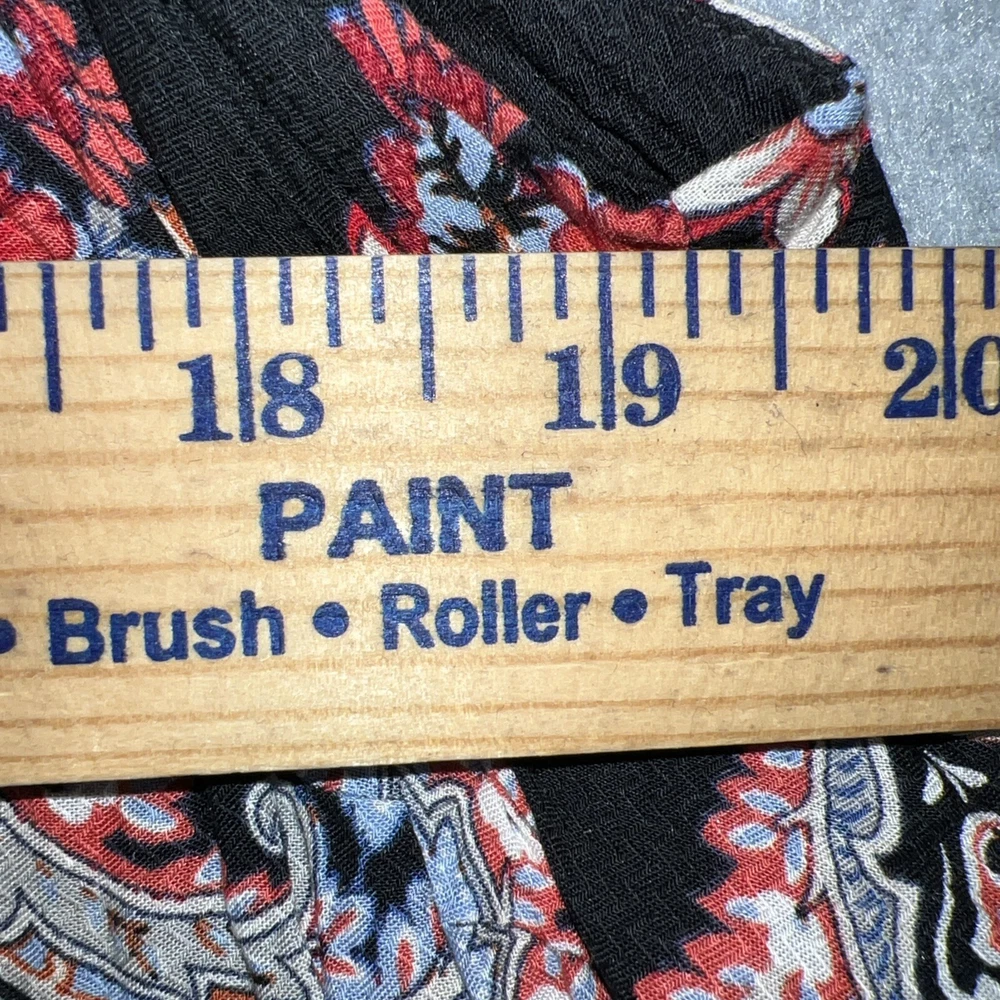 18 19 20
PAINT
• Brush • Roller • Tray